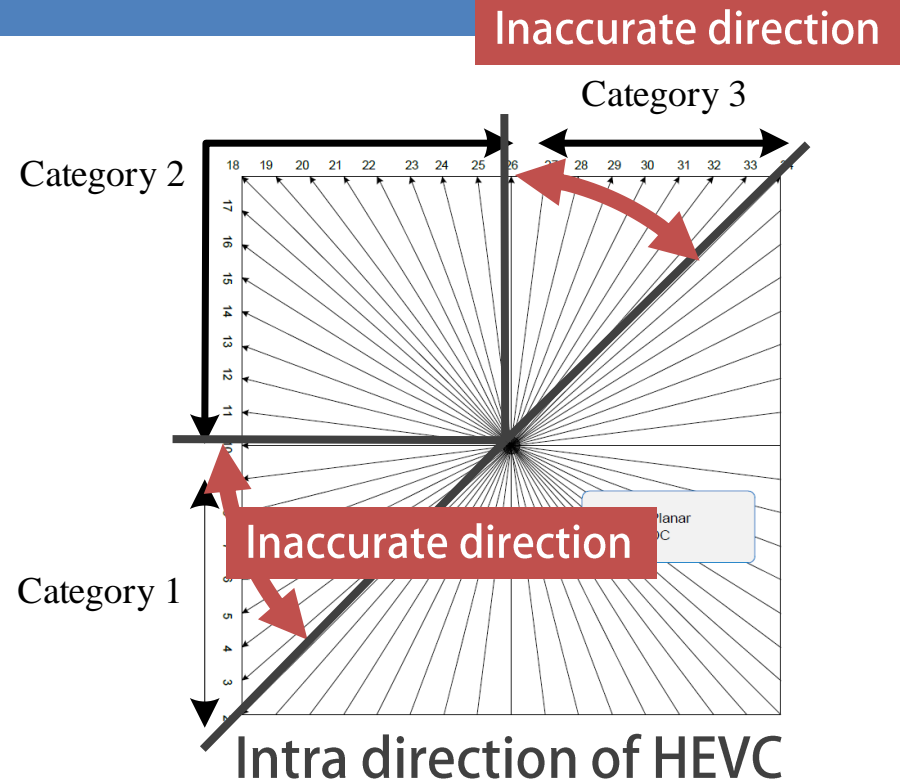 Inaccurate direction
Category 3
Category 2
18 19 20 21 22 23 24 25 26 27 28 29 30 31 32 33
17
16
15
14
13
12
11
10
Inaccurate direction
Category 1
5
4
3
Intra direction of HEVC